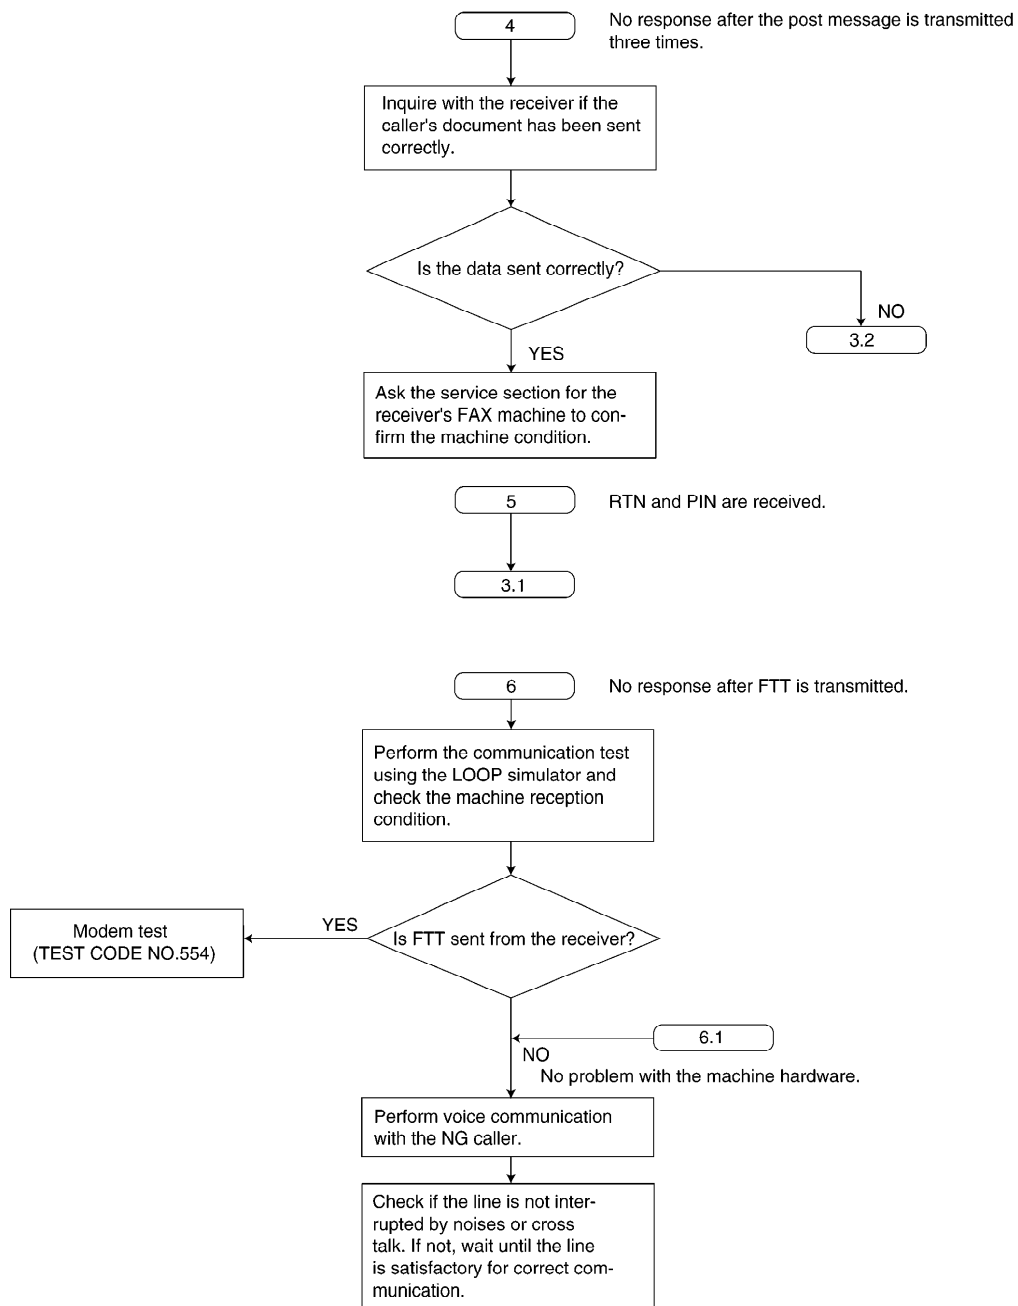 4
No response after the post message is transmitted
three times.
Inquire with the receiver if the
caller's document has been sent
correctly.
Is the data sent correctly?
NO
3.2
YES
Ask the service section for the
receiver's FAX machine to con-
firm the machine condition.
5
RTN and PIN are received.
3.1
6
No response after FTT is transmitted.
Perform the communication test
using the LOOP simulator and
check the machine reception
condition.
YES
Modem test
(TEST CODE NO.554)
Is FTT sent from the receiver?
6.1
NO
No problem with the machine hardware.
Perform voice communication
with the NG caller.
Check if the line is not inter-
rupted by noises or cross
talk. If not, wait until the line
is satisfactory for correct com-
munication.